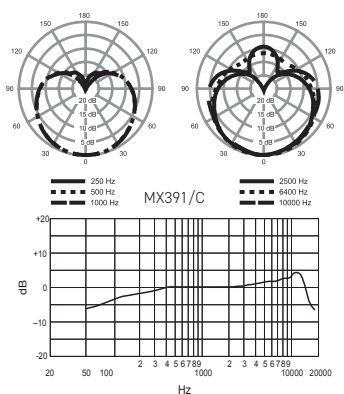 180 180
150 150 150 150
120 120 120 120
90 90 90 90
20 dB 20 dB
15 dB 15 dB
60 60 60 60
10 dB 10 dB
5 dB 5 dB
30 30 30 30
0 0
250 Hz 2500 Hz
500 Hz 6400 Hz
1000 Hz 10000 Hz
MX391/C
+20
+10
dB
0
−10
-20
2 3 4 5 6 7 8 9 2 3 4 5 6 7 8 9
20 50 100 1000 10000 20000
Hz